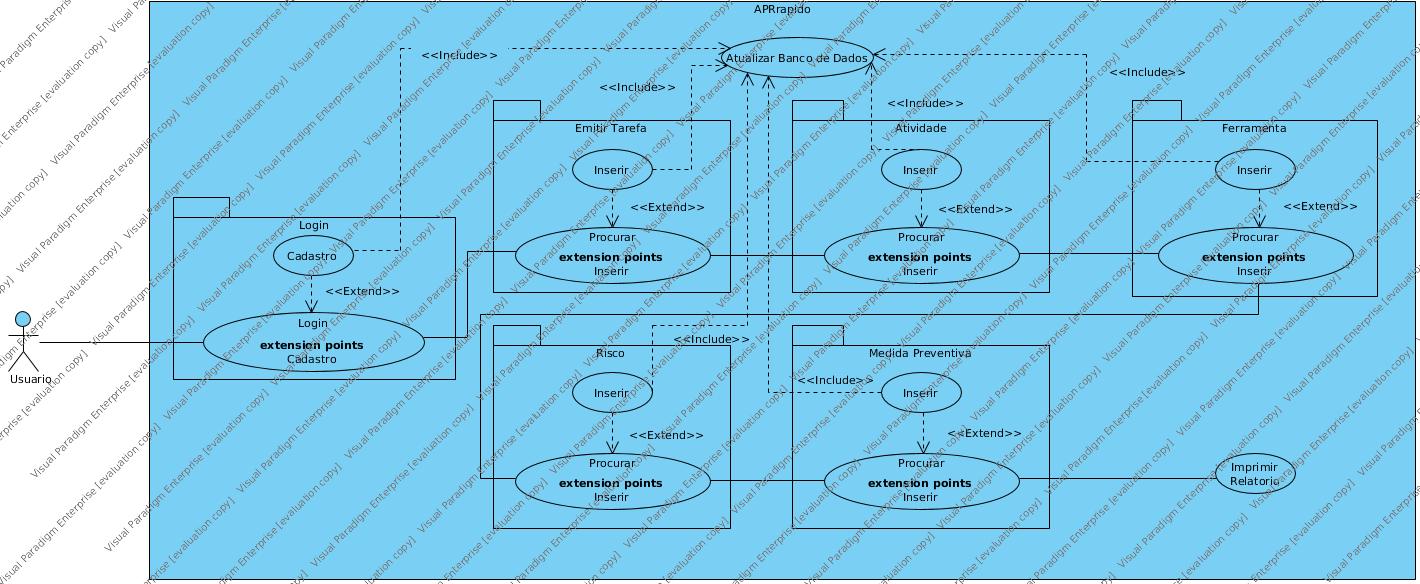 APRrapido
Atualizar Banco de Dados
<<Include>>
<<Include>>
<<Include>>
<<Include>>
Emitir Tarefa
Inserir
<<Extend>>
Procurar
extension points
Inserir
Atividade
Inserir
<<Extend>>
Procurar
extension points
Inserir
Ferramenta
Inserir
<<Extend>>
Procurar
extension points
Inserir
Login
Cadastro
<<Extend>>
Login
extension points
Cadastro
Usuario
Risco
<<Include>>
Inserir
<<Extend>>
Procurar
extension points
Inserir
Medida Preventiva
<<Include>>
Inserir
<<Extend>>
Procurar
extension points
Inserir
Imprimir
Relatorio
Visual Paradigm Enterprise [evaluation copy]